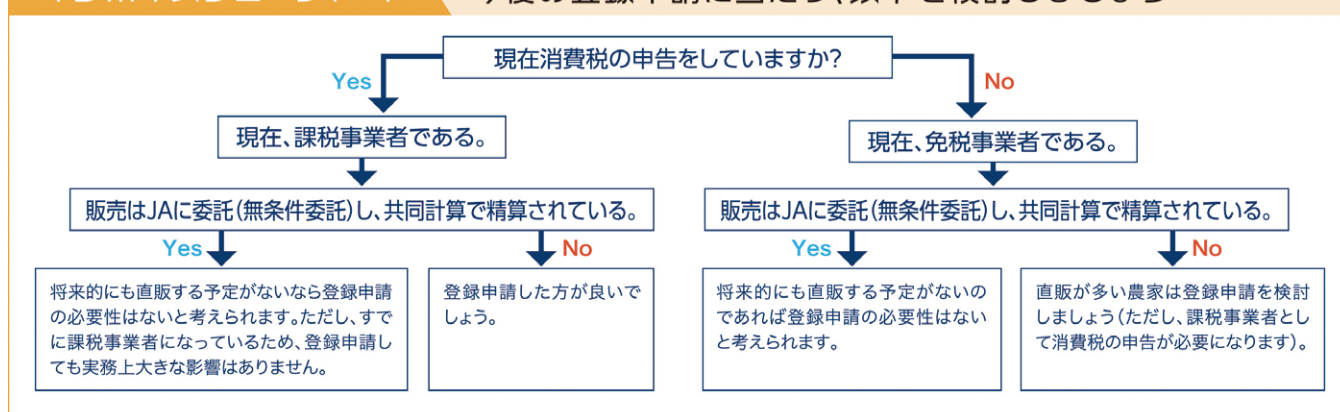 現在消費税の申告をしていますか?
Yes
No
現在、課税事業者である。
現在、免税事業者である。
販売はJAに委託(無条件委託)し、共同計算で精算されている。
販売はJAに委託(無条件委託)し、共同計算で精算されている。
Yes
No
Yes
No
将来的にも直販する予定がないなら登録申請
の必要性はないと考えられます。ただし、すで
に課税事業者になっているため、登録申請し
ても実務上大きな影響はありません。
登録申請した方が良いで
しょう。
将来的にも直販する予定がないの
であれば登録申請の必要性はない
と考えられます。
直販が多い農家は登録申請を検討
しましょう(ただし、課税事業者とし
て消費税の申告が必要になります)。